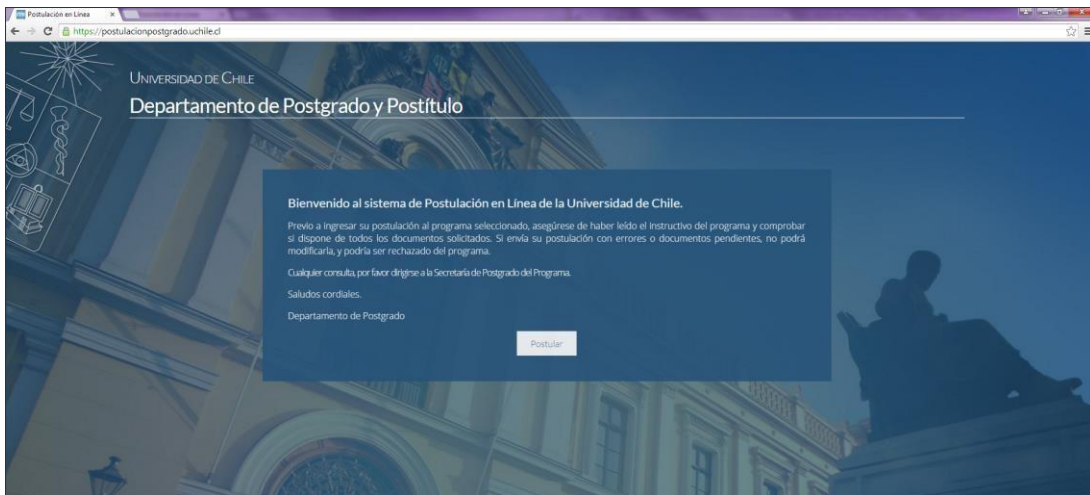 Postulación en Línea
https://postulacionpostgrado.uchile.cl
UNIVERSIDAD DE CHILE
Departamento de Postgrado y Postítulo
Bienvenido al sistema de Postulación en Línea de la Universidad de Chile.
Previo a ingresar su postulación al programa seleccionado, asegúrese de haber leído el Instructivo del programa y comprobar
si dispone de todos los documentos solicitados. Si envía su postulación con errores o documentos pendientes, no podrá
modificarla, y podría ser rechazado del programa.
Cualquier consulta, por favor dirigirse a la Secretaría de Postgrado del Programa.
Saludos cordiales.
Departamento de Postgrado
Postular